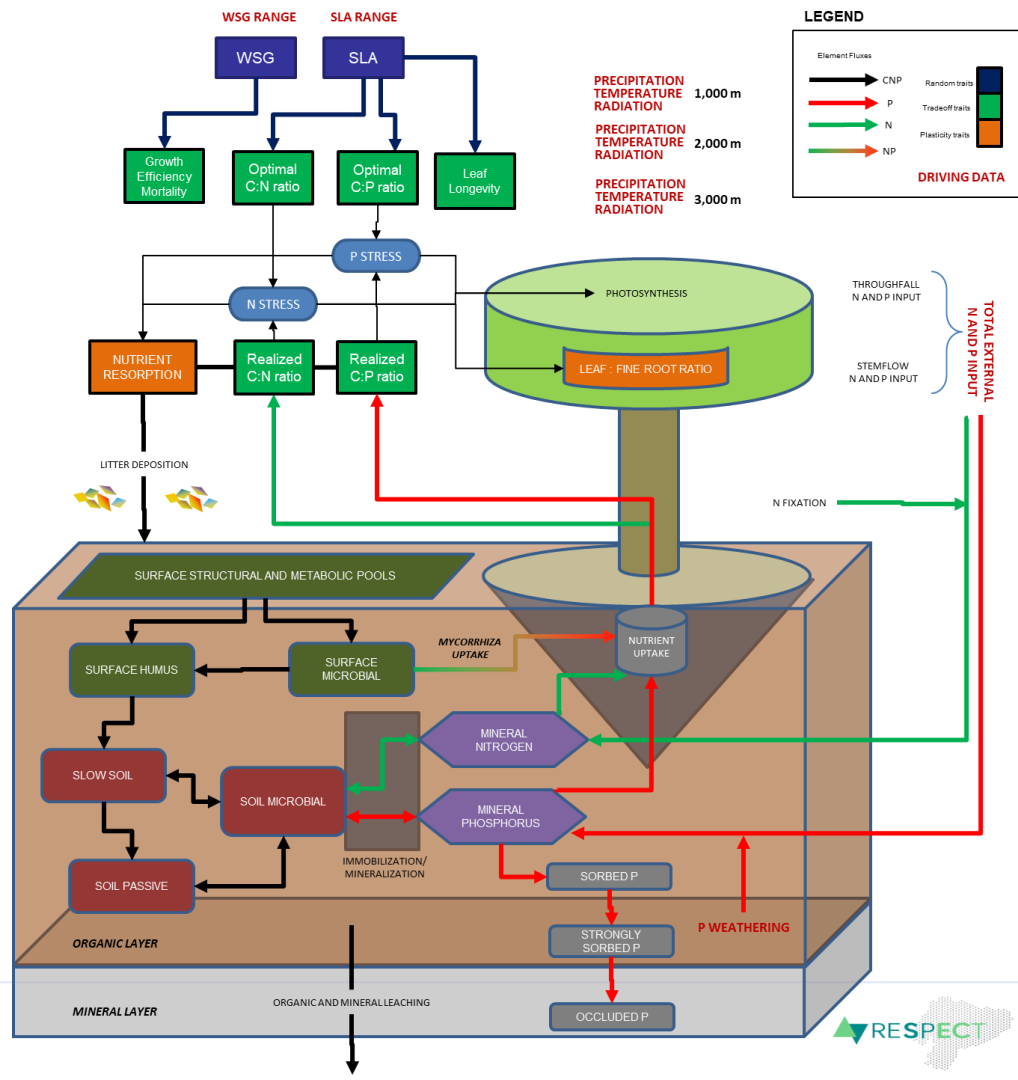 WSG RANGE
SLA RANGE
LEGEND
WSG
SLA
Element Fluxes
CNP
P
N
NP
Random traits
Tradeoff traits
Plasticity traits
DRIVING DATA
PRECIPITATION
TEMPERATURE
RADIATION
1,000 m
PRECIPITATION
TEMPERATURE
RADIATION
2,000 m
PRECIPITATION
TEMPERATURE
RADIATION
3,000 m
Growth
Efficiency
Mortality
Optimal
C:N ratio
Optimal
C:P ratio
Leaf
Longevity
P STRESS
N STRESS
PHOTOSYNTHESIS
THROUGHFALL
N AND P INPUT
STEMFLOW
N AND P INPUT
TOTAL EXTERNAL
N AND P INPUT
NUTRIENT
RESORPTION
Realized
C:N ratio
Realized
C:P ratio
LEAF : FINE ROOT RATIO
LITTER DEPOSITION
N FIXATION
SURFACE STRUCTURAL AND METABOLIC POOLS
SURFACE HUMUS
SURFACE
MICROBIAL
MYCORRHIZA
UPTAKE
NUTRIENT
UPTAKE
MINERAL
NITROGEN
SLOW SOIL
SOIL MICROBIAL
MINERAL
PHOSPHORUS
IMMOBILIZATION/
MINERALIZATION
SOIL PASSIVE
SORBED P
P WEATHERING
STRONGLY
SORBED P
ORGANIC LAYER
ORGANIC AND MINERAL LEACHING
MINERAL LAYER
OCCLUDED P
RESPECT